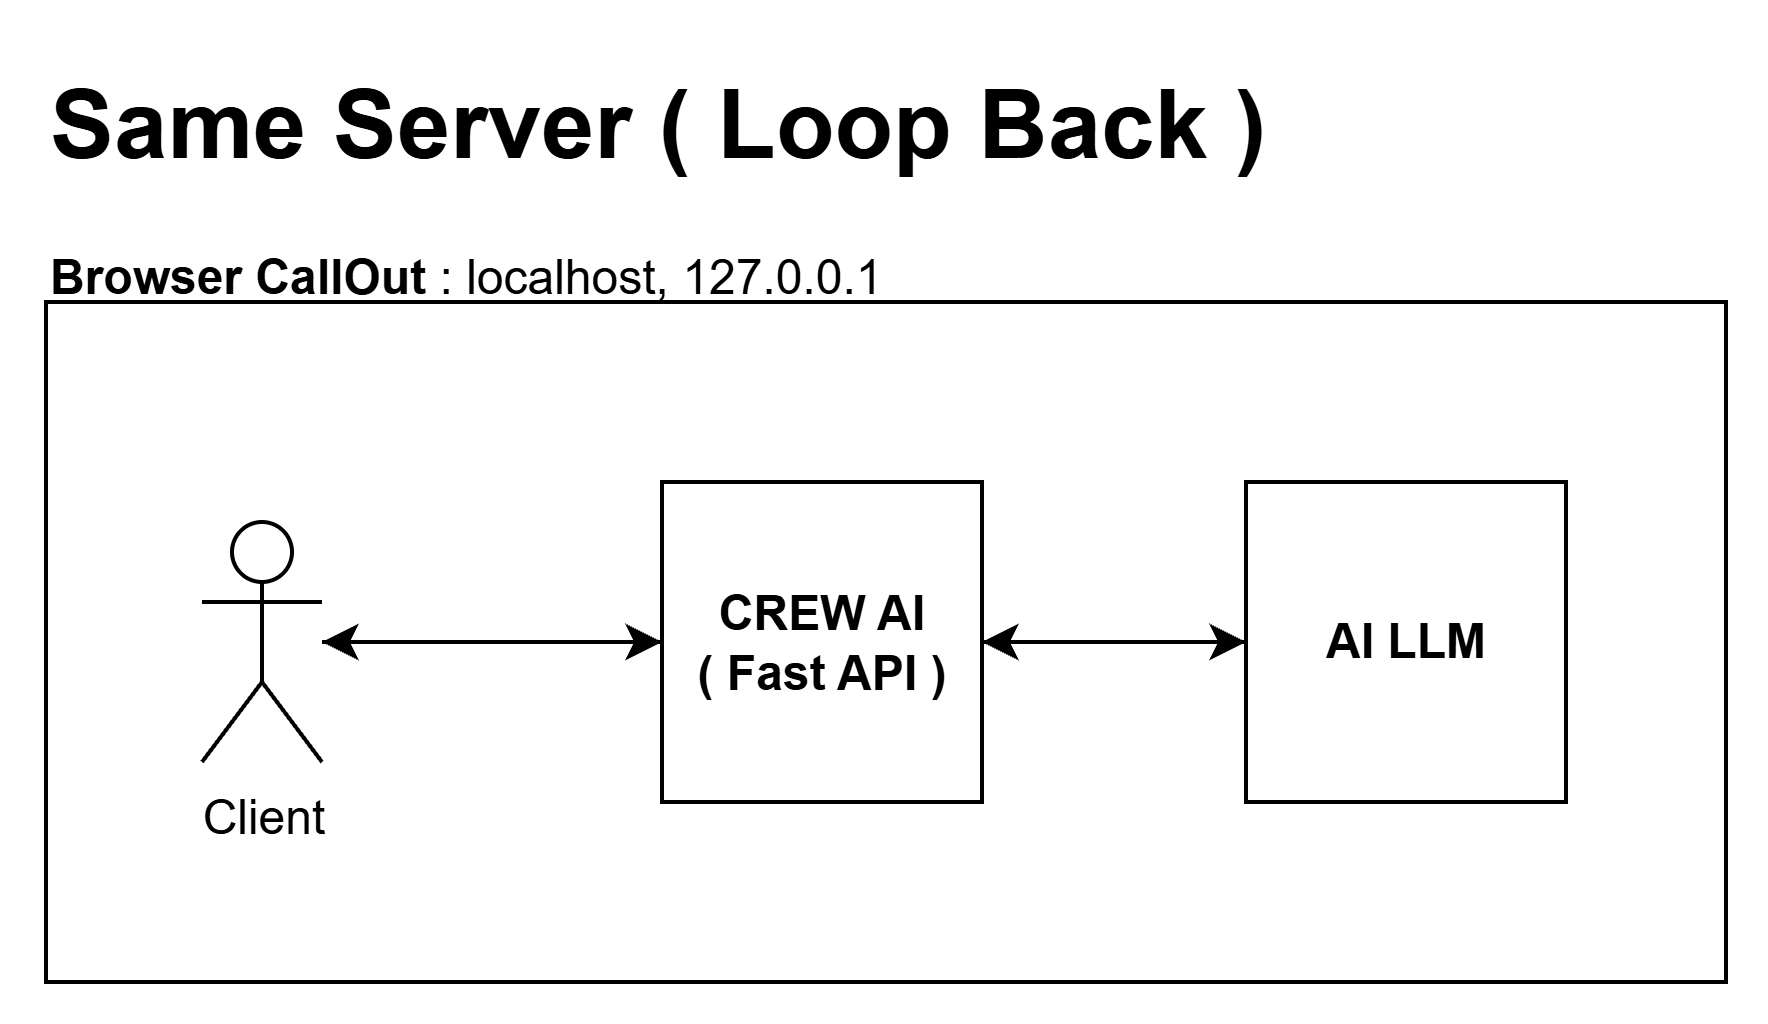 Same Server ( Loop Back )
Browser CallOut : localhost, 127.0.0.1
CREW AI
( Fast API )
AI LLM
Client